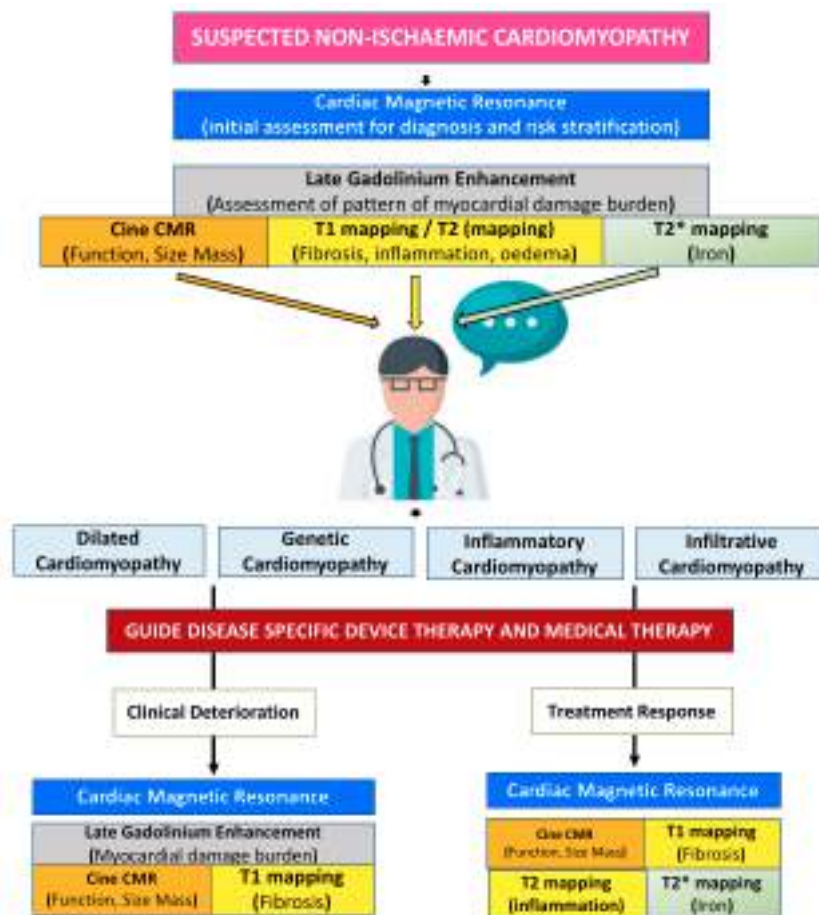 SUSPECTED NON-ISCHAEMIC CARDIOMYOPATHY
Cardiac Magnetic Resonance
(initial assessment for diagnosis and risk stratification)
Late Gadolinium Enhancement
(Assessment of pattern of myocardial damage burden)
Cine CMR
(Function, Size Mass)
T1 mapping / T2 (mapping)
(Fibrosis, inflammation, oedema)
T2* mapping
(Iron)
Dilated
Cardiomyopathy
Genetic
Cardiomyopathy
Inflammatory
Cardiomyopathy
Infiltrative
Cardiomyopathy
GUIDE DISEASE SPECIFIC DEVICE THERAPY AND MEDICAL THERAPY
Clinical Deterioration
Treatment Response
Cardiac Magnetic Resonance
Late Gadolinium Enhancement
(Myocardial damage burden)
Cine CMR
(Function, Size Mass)
T1 mapping
(Fibrosis)
Cardiac Magnetic Resonance
Cine CMR
(Function, Size Mass)
T1 mapping
(Fibrosis)
T2 mapping
(inflammation)
T2* mapping
(Iron)